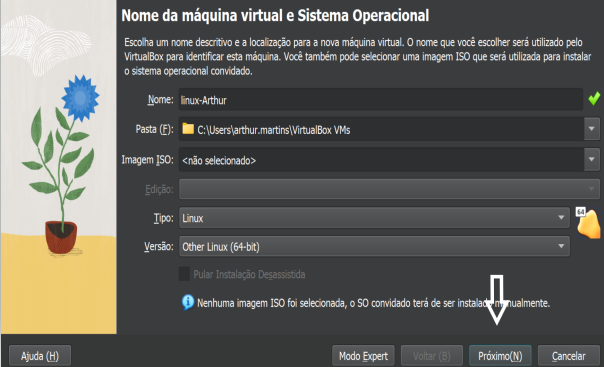 Nome da máquina virtual e Sistema Operacional
Escolha um nome descritivo e a localização para a nova máquina virtual. O nome que você escolher será utilizado pelo
VirtualBox para identificar esta máquina. Você também pode selecionar uma imagem ISO que será utilizada para instalar
o sistema operacional convidado.
Nome: linux-Arthur
Pasta (F): C:\Users\arthur.martins\VirtualBox VMs
Imagem ISO: <não selecionado>
Edição:
Tipo: Linux
64
Versão: Other Linux (64-bit)
Pular Instalação Desassistida
Nenhuma imagem ISO foi selecionada, o SO convidado terá de ser instalado manualmente.
Ajuda (H) Modo Expert Voltar (B) Próximo(N) Cancelar